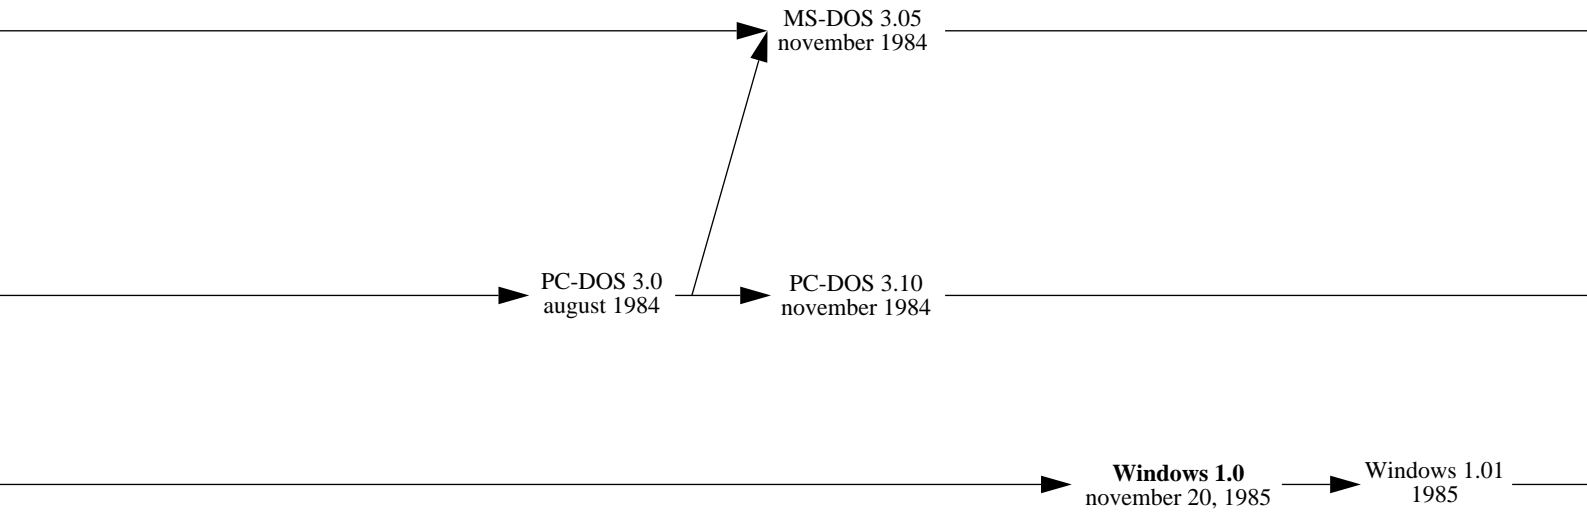 MS-DOS 3.05
november 1984
PC-DOS 3.0
august 1984
PC-DOS 3.10
november 1984
Windows 1.0
november 20, 1985
Windows 1.01
1985